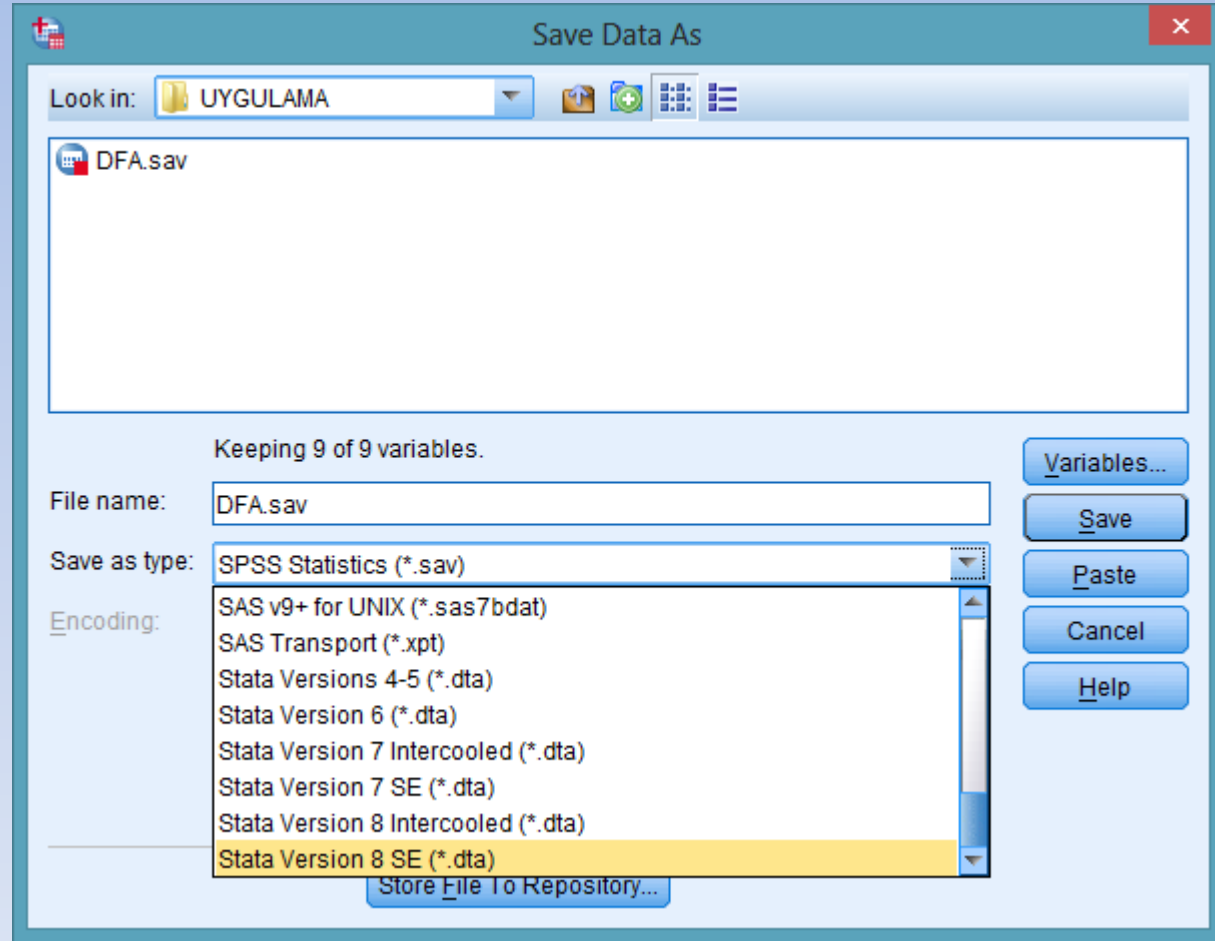 Save Data As
Look in: UYGULAMA
DFA.sav
Keeping 9 of 9 variables.
Variables...
File name: DFA.sav
Save
Save as type: SPSS Statistics (*.sav)
Paste
Encoding:
SAS v9+ for UNIX (*.sas7bdat)
SAS Transport (*.xpt)
Cancel
Stata Versions 4-5 (*.dta)
Help
Stata Version 6 (*.dta)
Stata Version 7 Intercooled (*.dta)
Stata Version 7 SE (*.dta)
Stata Version 8 Intercooled (*.dta)
Stata Version 8 SE (*.dta)
Store File To Repository...